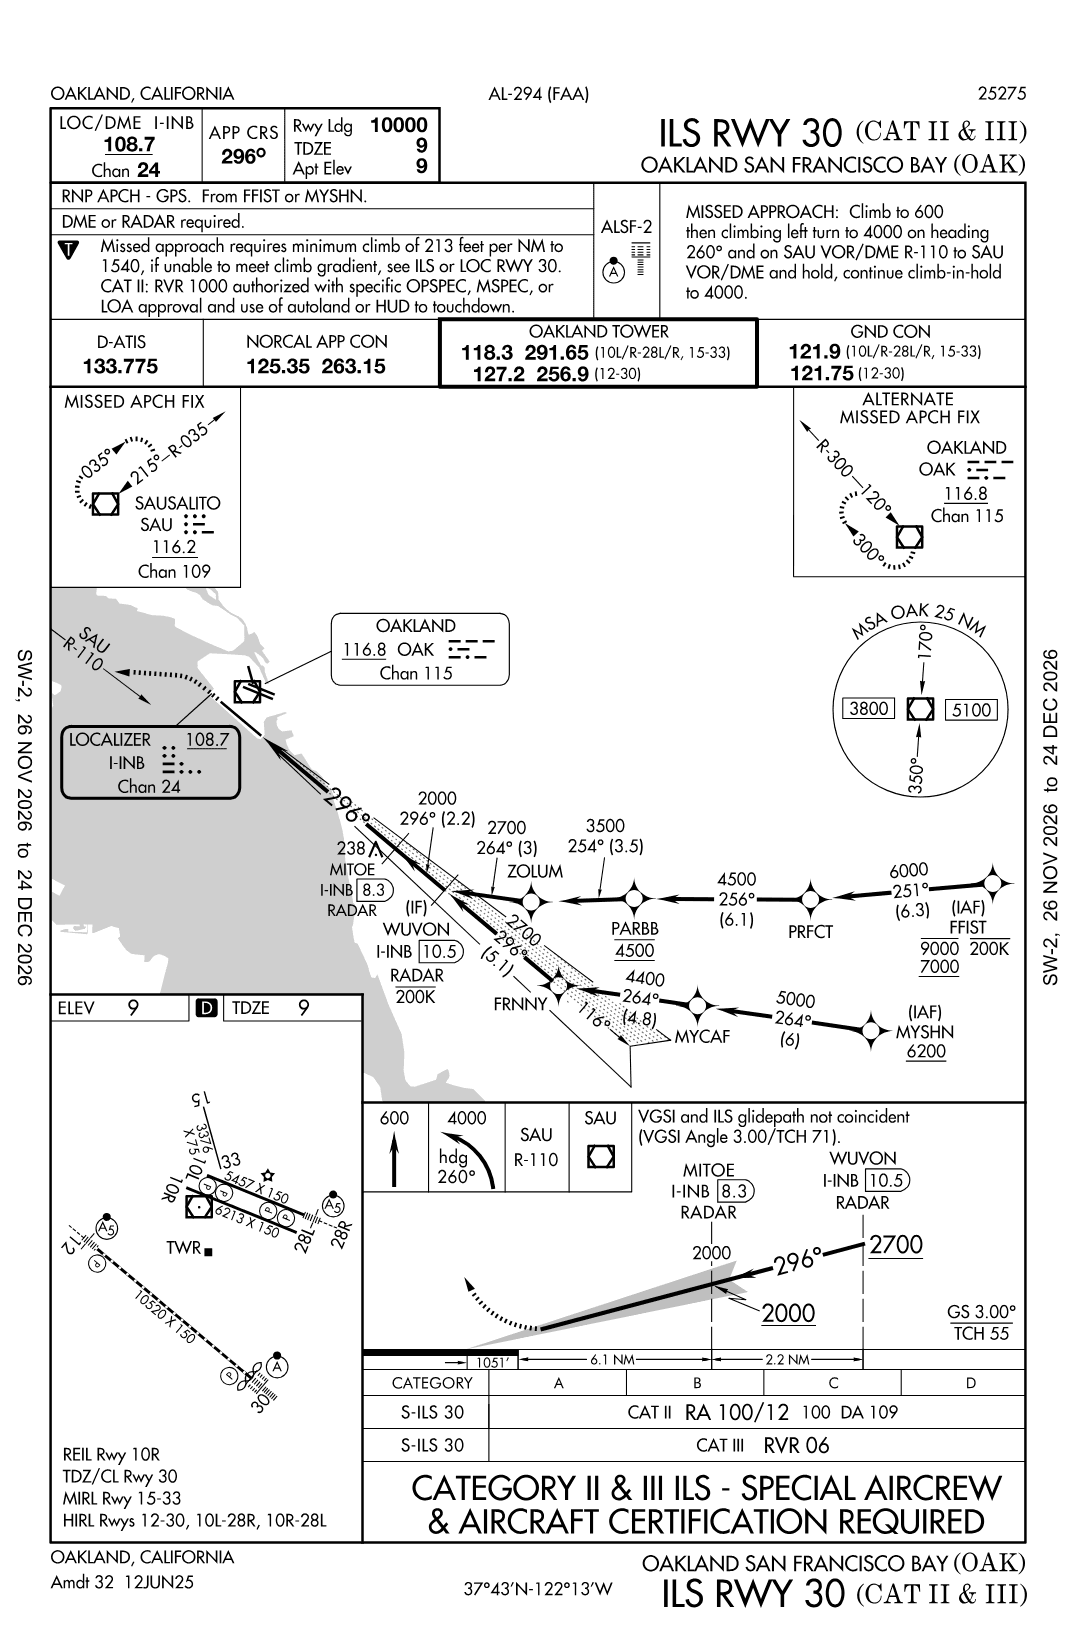 OAKLAND, CALIFORNIA
AL-294 (FAA)
25275
LOC/DME I-INB
108.7
Chan 24
APP CRS
296°
Rwy Ldg 10000
TDZE 9
Apt Elev 9
ILS RWY 30 (CAT II & III)
OAKLAND SAN FRANCISCO BAY (OAK)
RNP APCH - GPS. From FFIST or MYSHN.
DME or RADAR required.
T
Missed approach requires minimum climb of 213 feet per NM to
1540, if unable to meet climb gradient, see ILS or LOC RWY 30.
CAT II: RVR 1000 authorized with specific OPSPEC, MSPEC, or
LOA approval and use of autoland or HUD to touchdown.
ALSF-2
A
MISSED APPROACH: Climb to 600
then climbing left turn to 4000 on heading
260° and on SAU VOR/DME R-110 to SAU
VOR/DME and hold, continue climb-in-hold
to 4000.
D-ATIS
133.775
NORCAL APP CON
125.35 263.15
OAKLAND TOWER
118.3 291.65 (10L/R-28L/R, 15-33)
127.2 256.9 (12-30)
GND CON
121.9 (10L/R-28L/R, 15-33)
121.75 (12-30)
MISSED APCH FIX
035°
215°
R-035
SAUSALITO
SAU
116.2
Chan 109
ALTERNATE
MISSED APCH FIX
R-300
120°
300°
OAKLAND
OAK
116.8
Chan 115
SAU
R-110
OAKLAND
116.8 OAK
Chan 115
LOCALIZER 108.7
I-INB
Chan 24
MSA OAK 25 NM
170°
3800
5100
350°
296°
2000
296° (2.2)
2700
264° (3)
3500
254° (3.5)
ZOLUM
238
MITOE
I-INB 8.3
RADAR
(IF)
WUVON
I-INB 10.5
RADAR
200K
2700
296°
(5.1)
FRNNY
116°
PARBB
4500
4500
256°
(6.1)
PRFCT
6000
251°
(6.3)
(IAF)
FFIST
9000
7000
200K
4400
264°
(4.8)
MYCAF
5000
264°
(6)
(IAF)
MYSHN
6200
SW-2, 26 NOV 2026 to 24 DEC 2026
SW-2, 26 NOV 2026 to 24 DEC 2026
ELEV 9
D
TDZE 9
15
3376
X 75
33
10L
10R
5457 X 150
6213 X 150
P
P
P
P
A5
28R
28L
TWR
A5
12
P
10520 X 150
P
A
30
REIL Rwy 10R
TDZ/CL Rwy 30
MIRL Rwy 15-33
HIRL Rwys 12-30, 10L-28R, 10R-28L
600
4000
hdg
260°
SAU
R-110
SAU
VGSI and ILS glidepath not coincident
(VGSI Angle 3.00/TCH 71).
MITOE
I-INB 8.3
RADAR
WUVON
I-INB 10.5
RADAR
2000
296°
2700
2000
GS 3.00°
TCH 55
1051'
6.1 NM
2.2 NM
CATEGORY A B C D
S-ILS 30 CAT II RA 100/12 100 DA 109
S-ILS 30 CAT III RVR 06
CATEGORY II & III ILS - SPECIAL AIRCREW
& AIRCRAFT CERTIFICATION REQUIRED
OAKLAND, CALIFORNIA
Amdt 32 12JUN25
37°43'N-122°13'W
OAKLAND SAN FRANCISCO BAY (OAK)
ILS RWY 30 (CAT II & III)